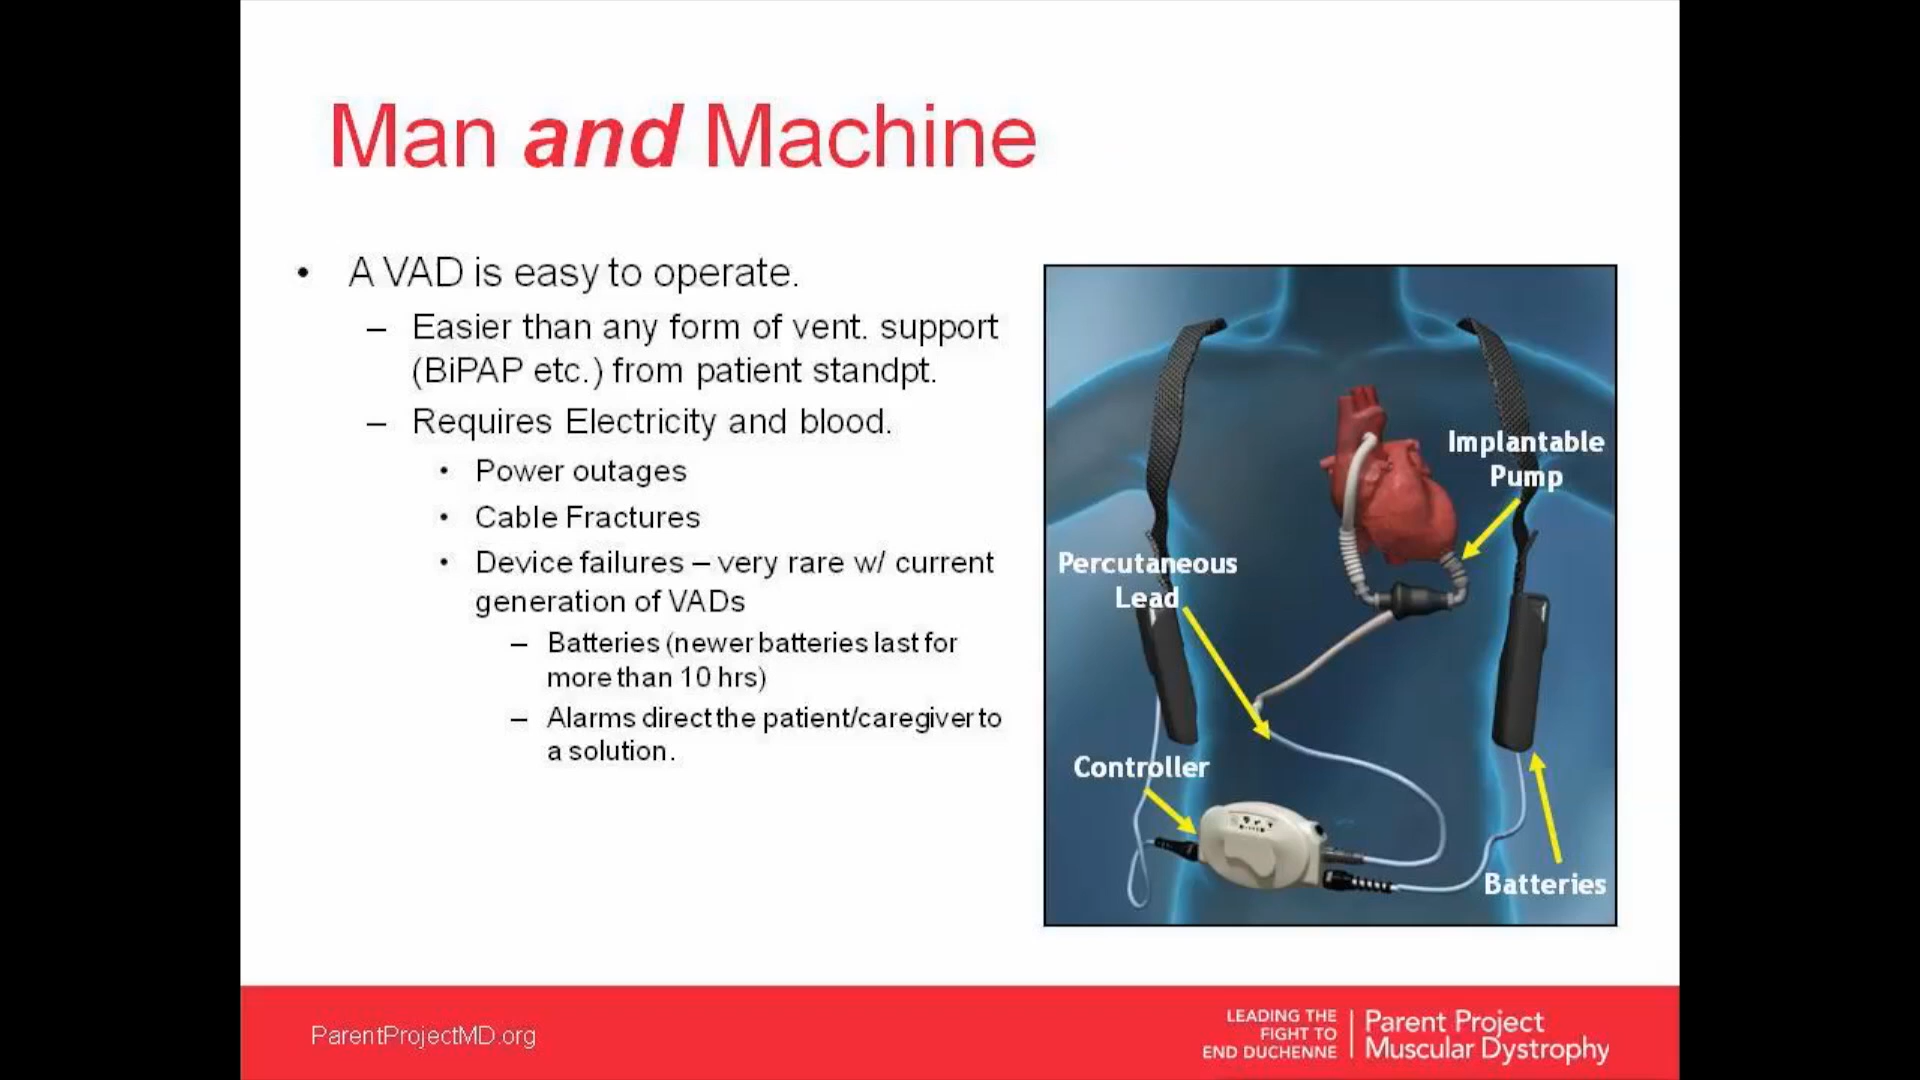 Man and Machine
• A VAD is easy to operate.
– Easier than any form of vent. support
(BiPAP etc.) from patient standpt.
– Requires Electricity and blood.
• Power outages
• Cable Fractures
• Device failures – very rare w/ current
generation of VADs
– Batteries (newer batteries last for
more than 10 hrs)
– Alarms direct the patient/caregiver to
a solution.
Implantable
Pump
Percutaneous
Lead
Controller
Batteries
ParentProjectMD.org
LEADING THE
FIGHT TO
END DUCHENNE
Parent Project
Muscular Dystrophy